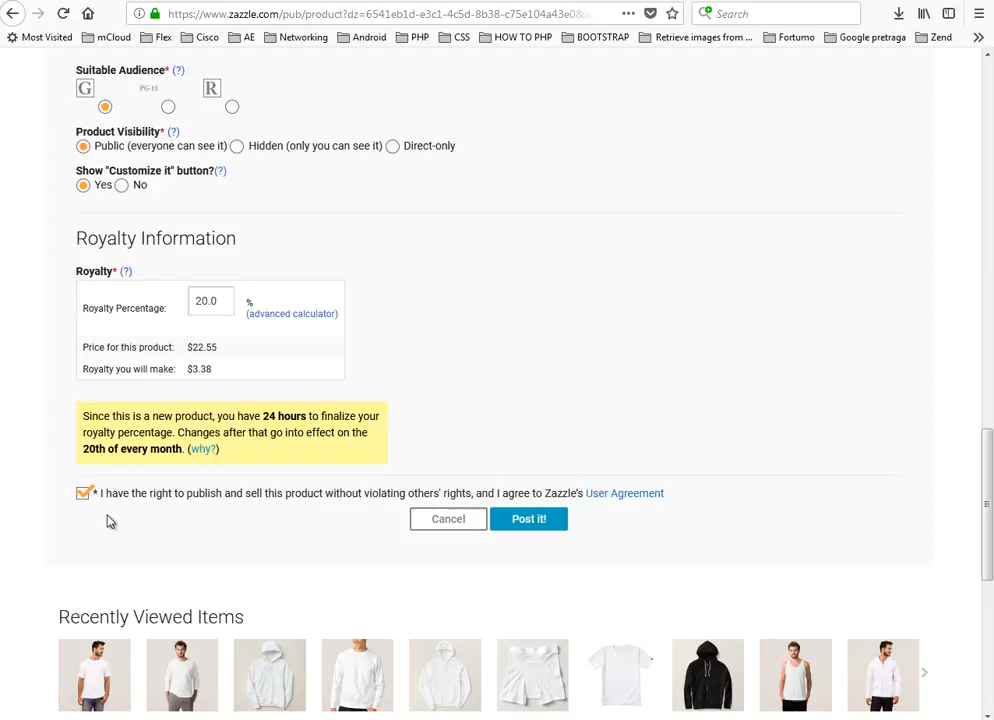 https://www.zazzle.com/pub/product?dz=6541eb1d-e3c1-4c5d-8b38-c75e104a43e0&
Search
Most Visited mCloud Flex Cisco AE Networking Android PHP CSS HOW TO PHP BOOTSTRAP Retrieve images from ... Fortumo Google pretraga Zend
Suitable Audience* (?)
G PG-13 R
Product Visibility* (?)
Public (everyone can see it) Hidden (only you can see it) Direct-only
Show "Customize it" button?(?)
Yes No
Royalty Information
Royalty* (?)
Royalty Percentage: 20.0 %
(advanced calculator)
Price for this product: $22.55
Royalty you will make: $3.38
Since this is a new product, you have 24 hours to finalize your
royalty percentage. Changes after that go into effect on the
20th of every month. (why?)
* I have the right to publish and sell this product without violating others' rights, and I agree to Zazzle's User Agreement
Cancel Post it!
Recently Viewed Items